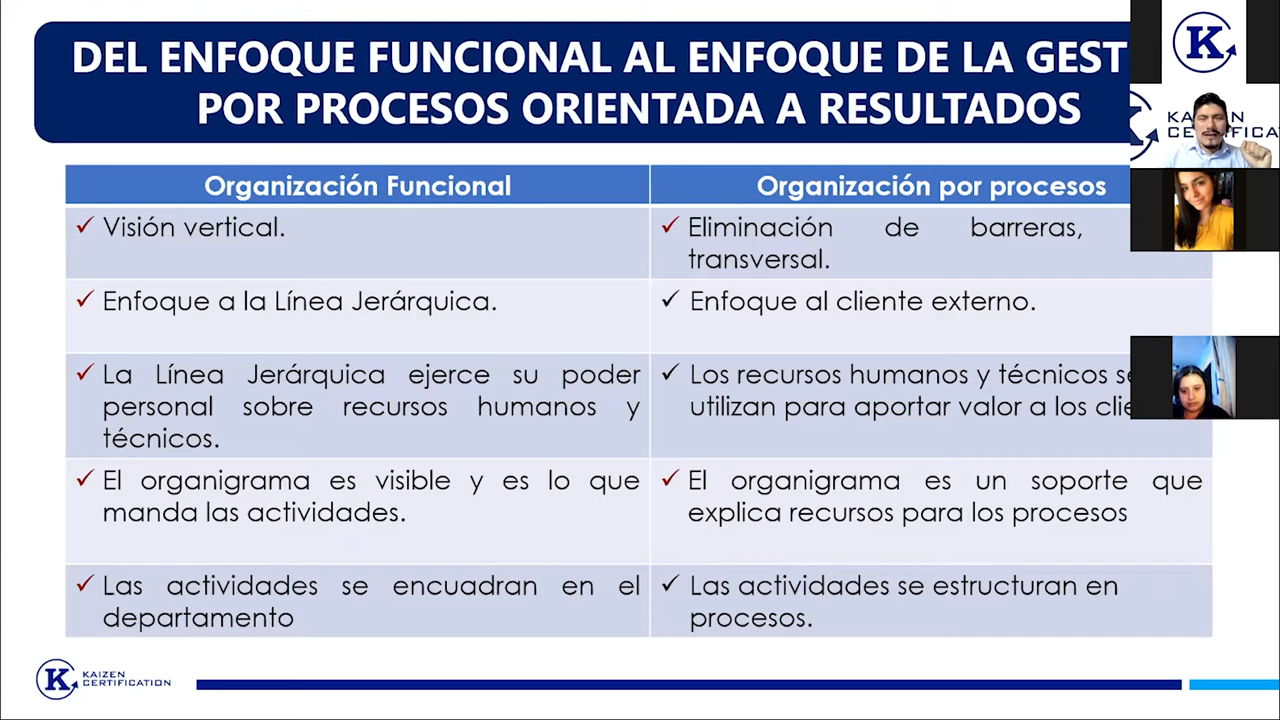 DEL ENFOQUE FUNCIONAL AL ENFOQUE DE LA GEST
POR PROCESOS ORIENTADA A RESULTADOS
K
KAIZEN
CERTIFICA
Organización Funcional
Organización por procesos
Visión vertical.
Eliminación de barreras,
transversal.
Enfoque a la Línea Jerárquica.
Enfoque al cliente externo.
La Línea Jerárquica ejerce su poder
personal sobre recursos humanos y
técnicos.
Los recursos humanos y técnicos se
utilizan para aportar valor a los clie
El organigrama es visible y es lo que
manda las actividades.
El organigrama es un soporte que
explica recursos para los procesos
Las actividades se encuadran en el
departamento
Las actividades se estructuran en
procesos.
K
KAIZEN
CERTIFICATION